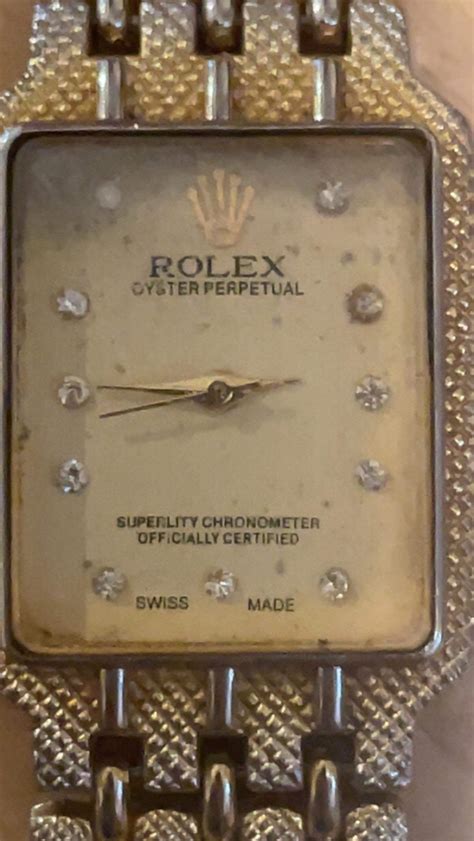 ROLEX
OYSTER PERPETUAL
SUPERLITY CHRONOMETER
OFFICIALLY CERTIFIED
SWISS MADE